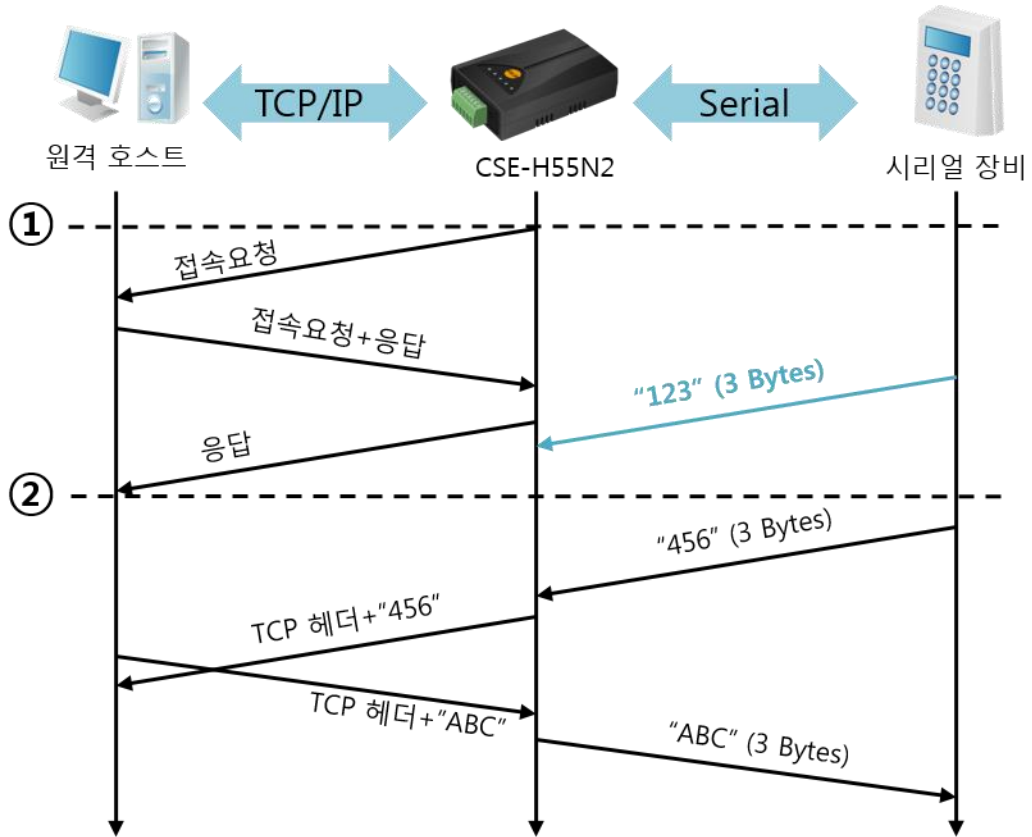 TCP/IP
Serial
원격 호스트
CSE-H55N2
시리얼 장비
①
접속요청
접속요청+응답
“123” (3 Bytes)
응답
②
“456” (3 Bytes)
TCP 헤더+“456”
TCP 헤더+“ABC”
“ABC” (3 Bytes)